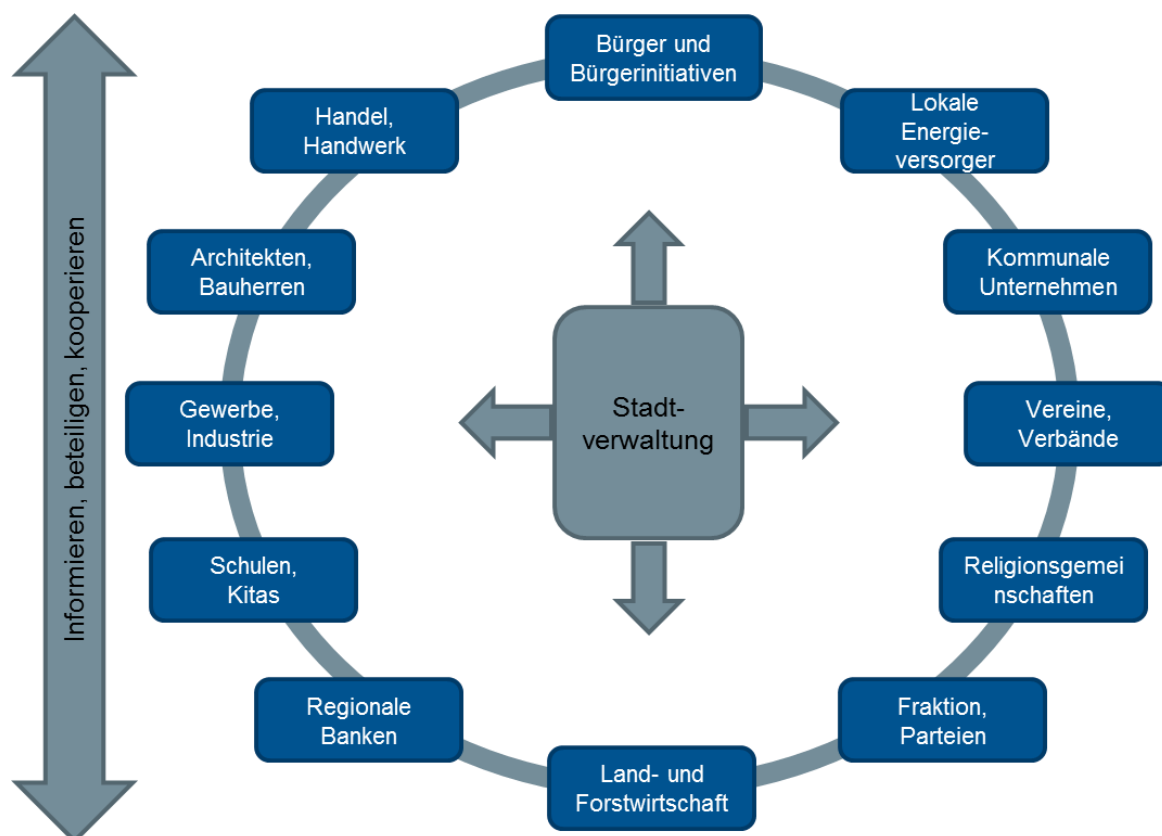 Informieren, beteiligen, kooperieren
Bürger und
Bürgerinitiativen
Lokale
Energie-
versorger
Kommunale
Unternehmen
Vereine,
Verbände
Religionsgemei
nschaften
Fraktion,
Parteien
Land- und
Forstwirtschaft
Regionale
Banken
Schulen,
Kitas
Gewerbe,
Industrie
Architekten,
Bauherren
Handel,
Handwerk
Stadt-
verwaltung